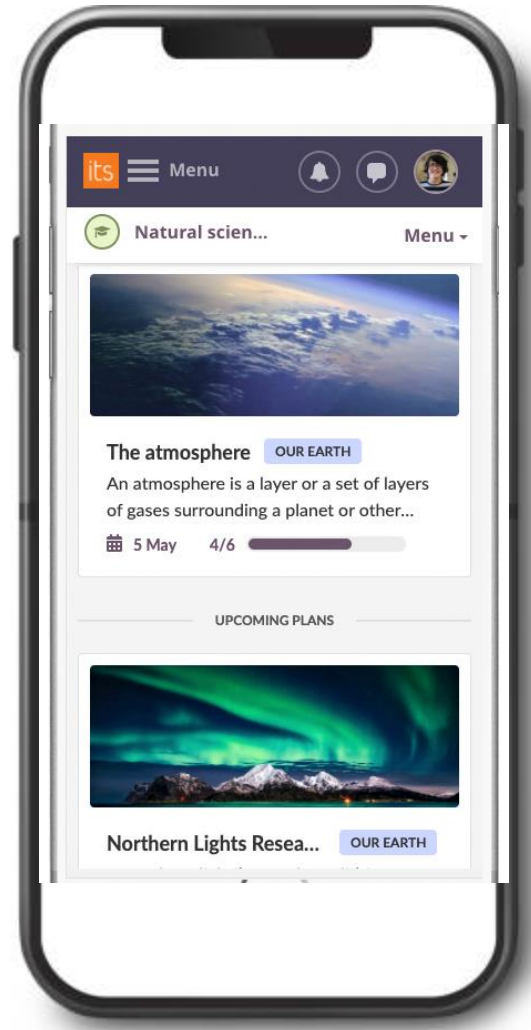 its Menu
Natural scien...
Menu
The atmosphere OUR EARTH
An atmosphere is a layer or a set of layers
of gases surrounding a planet or other...
5 May 4/6
UPCOMING PLANS
Northern Lights Resea... OUR EARTH